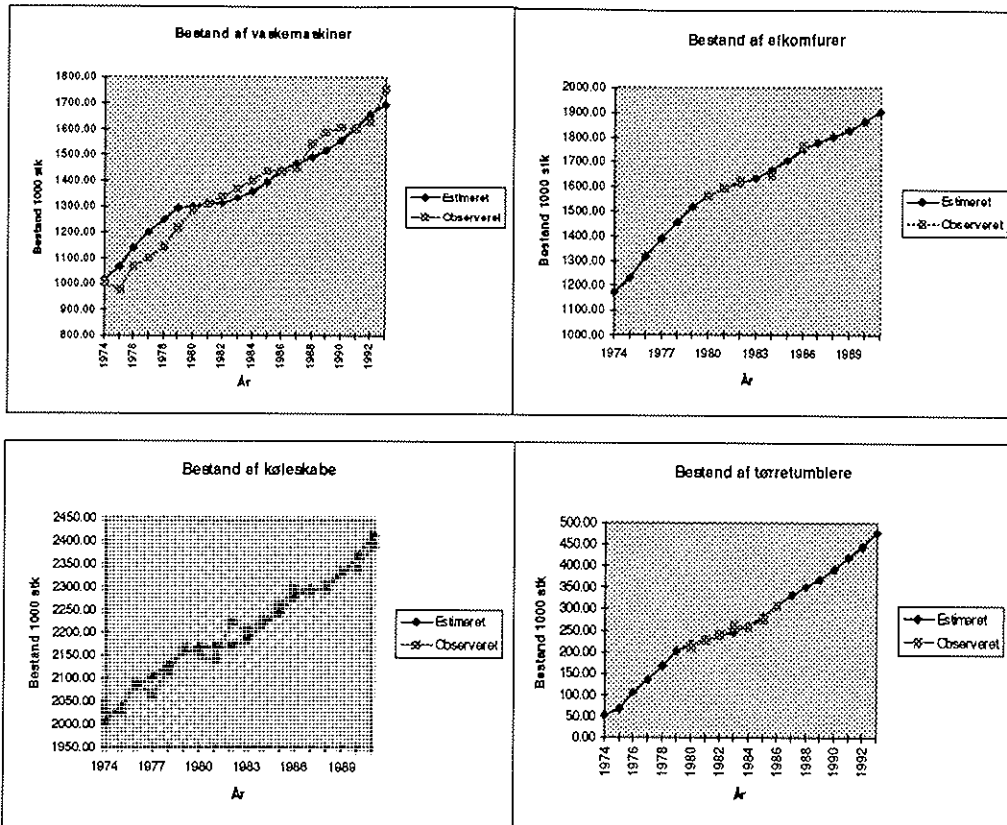 Bestand af vaskemaskiner
Bestand 1000 stk
1800.00
1700.00
1600.00
1500.00
1400.00
1300.00
1200.00
1100.00
1000.00
900.00
800.00
1974 1976 1978 1980 1982 1984 1986 1988 1990 1992
År
Estimeret
Observeret
Bestand af elkomfurer
Bestand 1000 stk
2000.00
1900.00
1800.00
1700.00
1600.00
1500.00
1400.00
1300.00
1200.00
1100.00
1000.00
1974 1977 1980 1983 1986 1989
År
Estimeret
Observeret
Bestand af køleskabe
Bestand 1000 stk
2450.00
2400.00
2350.00
2300.00
2250.00
2200.00
2150.00
2100.00
2050.00
2000.00
1950.00
1974 1977 1980 1983 1986 1989
År
Estimeret
Observeret
Bestand af tørretumblere
Bestand 1000 stk
500.00
450.00
400.00
350.00
300.00
250.00
200.00
150.00
100.00
50.00
0.00
1974 1976 1978 1980 1982 1984 1986 1988 1990 1992
År
Estimeret
Observeret